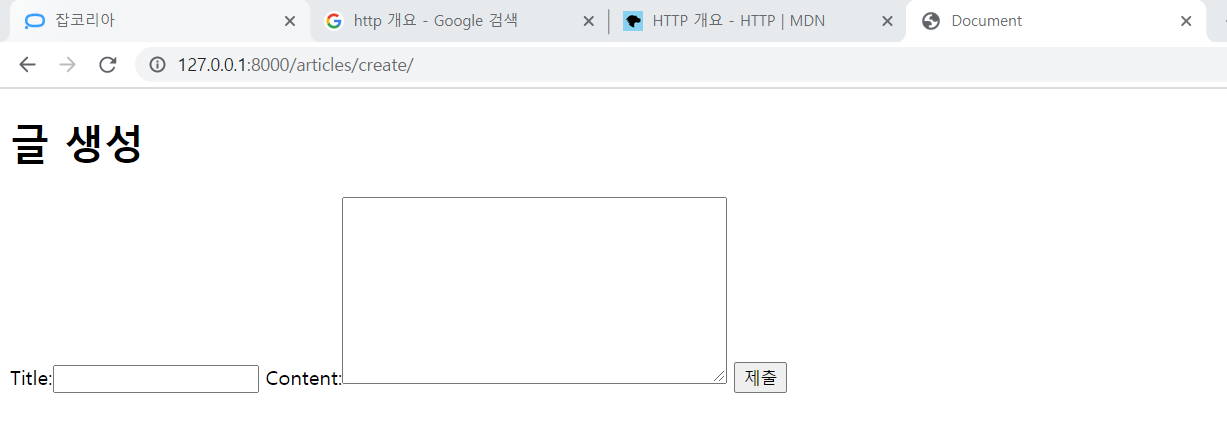 잡코리아
http 개요 - Google 검색
HTTP 개요 - HTTP | MDN
Document
127.0.0.1:8000/articles/create/
글 생성
Title: Content: 제출